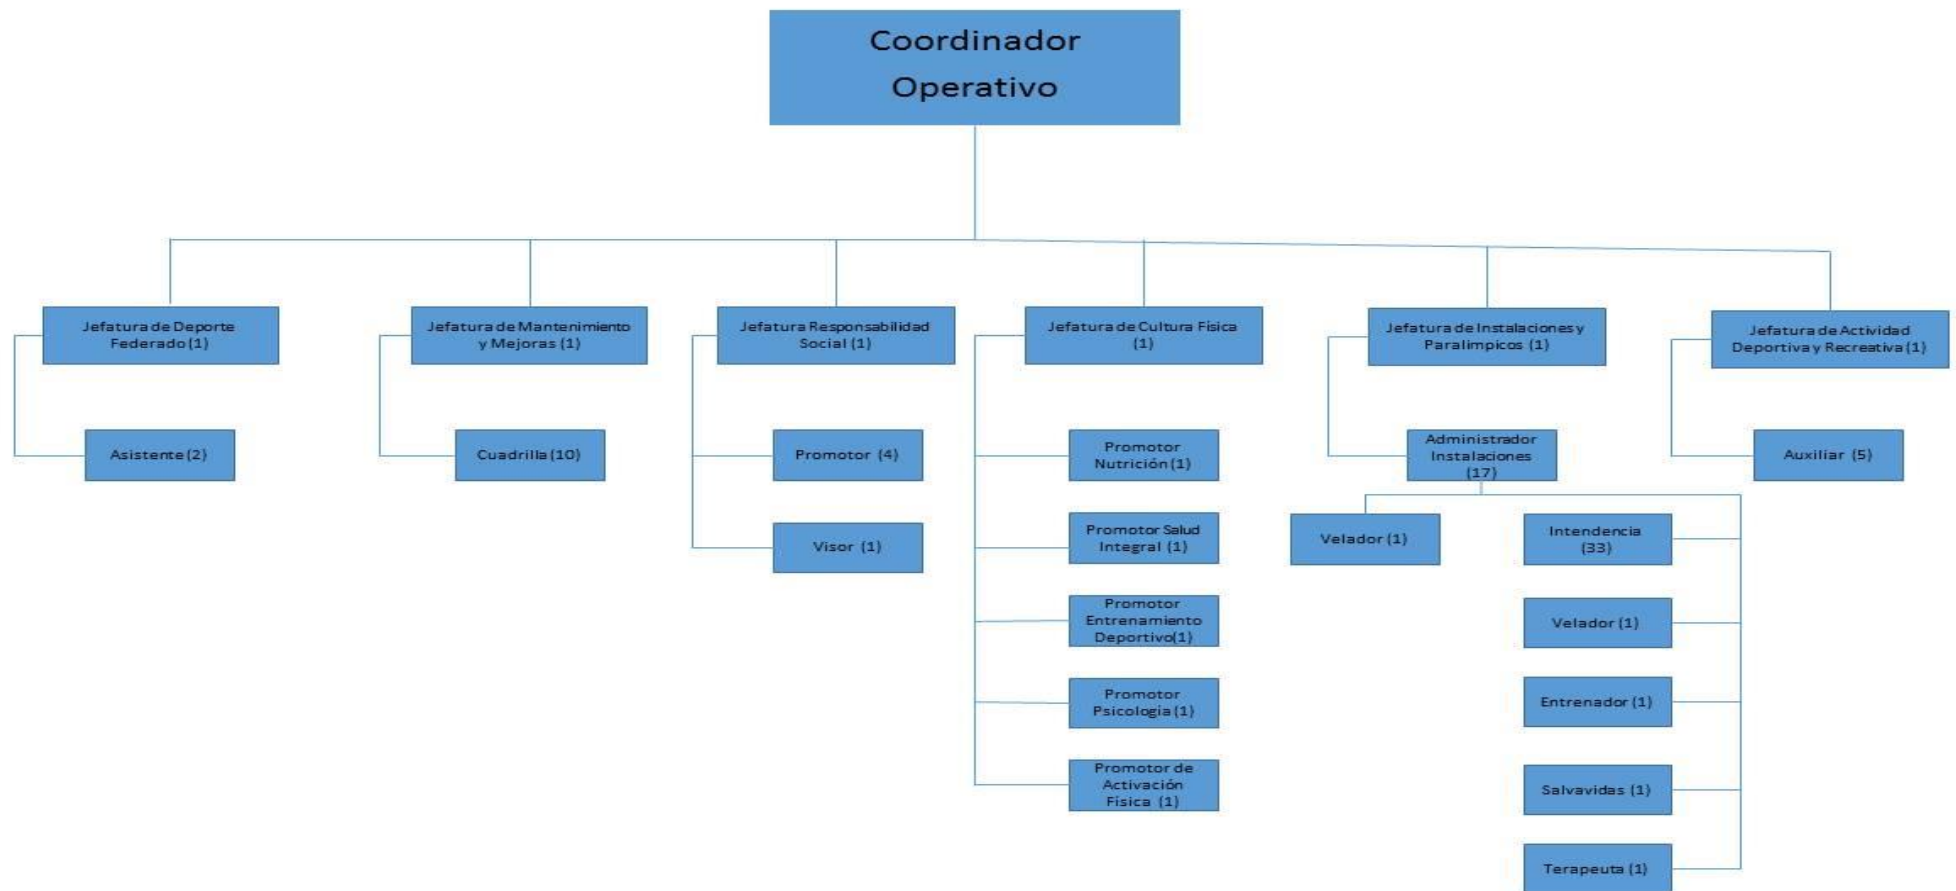 Coordinador
Operativo
Jefatura de Deporte
Federado (1)
Jefatura de Mantenimiento
y Mejoras (1)
Jefatura Responsabilidad
Social (1)
Jefatura de Cultura Física
(1)
Jefatura de Instalaciones y
Paralimpicos (1)
Jefatura de Actividad
Deportiva y Recreativa (1)
Asistente (2)
Cuadrilla (10)
Promotor (4)
Promotor
Nutrición (1)
Administrador
Instalaciones
(17)
Auxiliar (5)
Visor (1)
Promotor Salud
Integral (1)
Velador (1)
Intendencia
(33)
Promotor
Entrenamiento
Deportivo(1)
Velador (1)
Promotor
Psicología (1)
Entrenador (1)
Promotor de
Activación
Física (1)
Salvavidas (1)
Terapeuta (1)